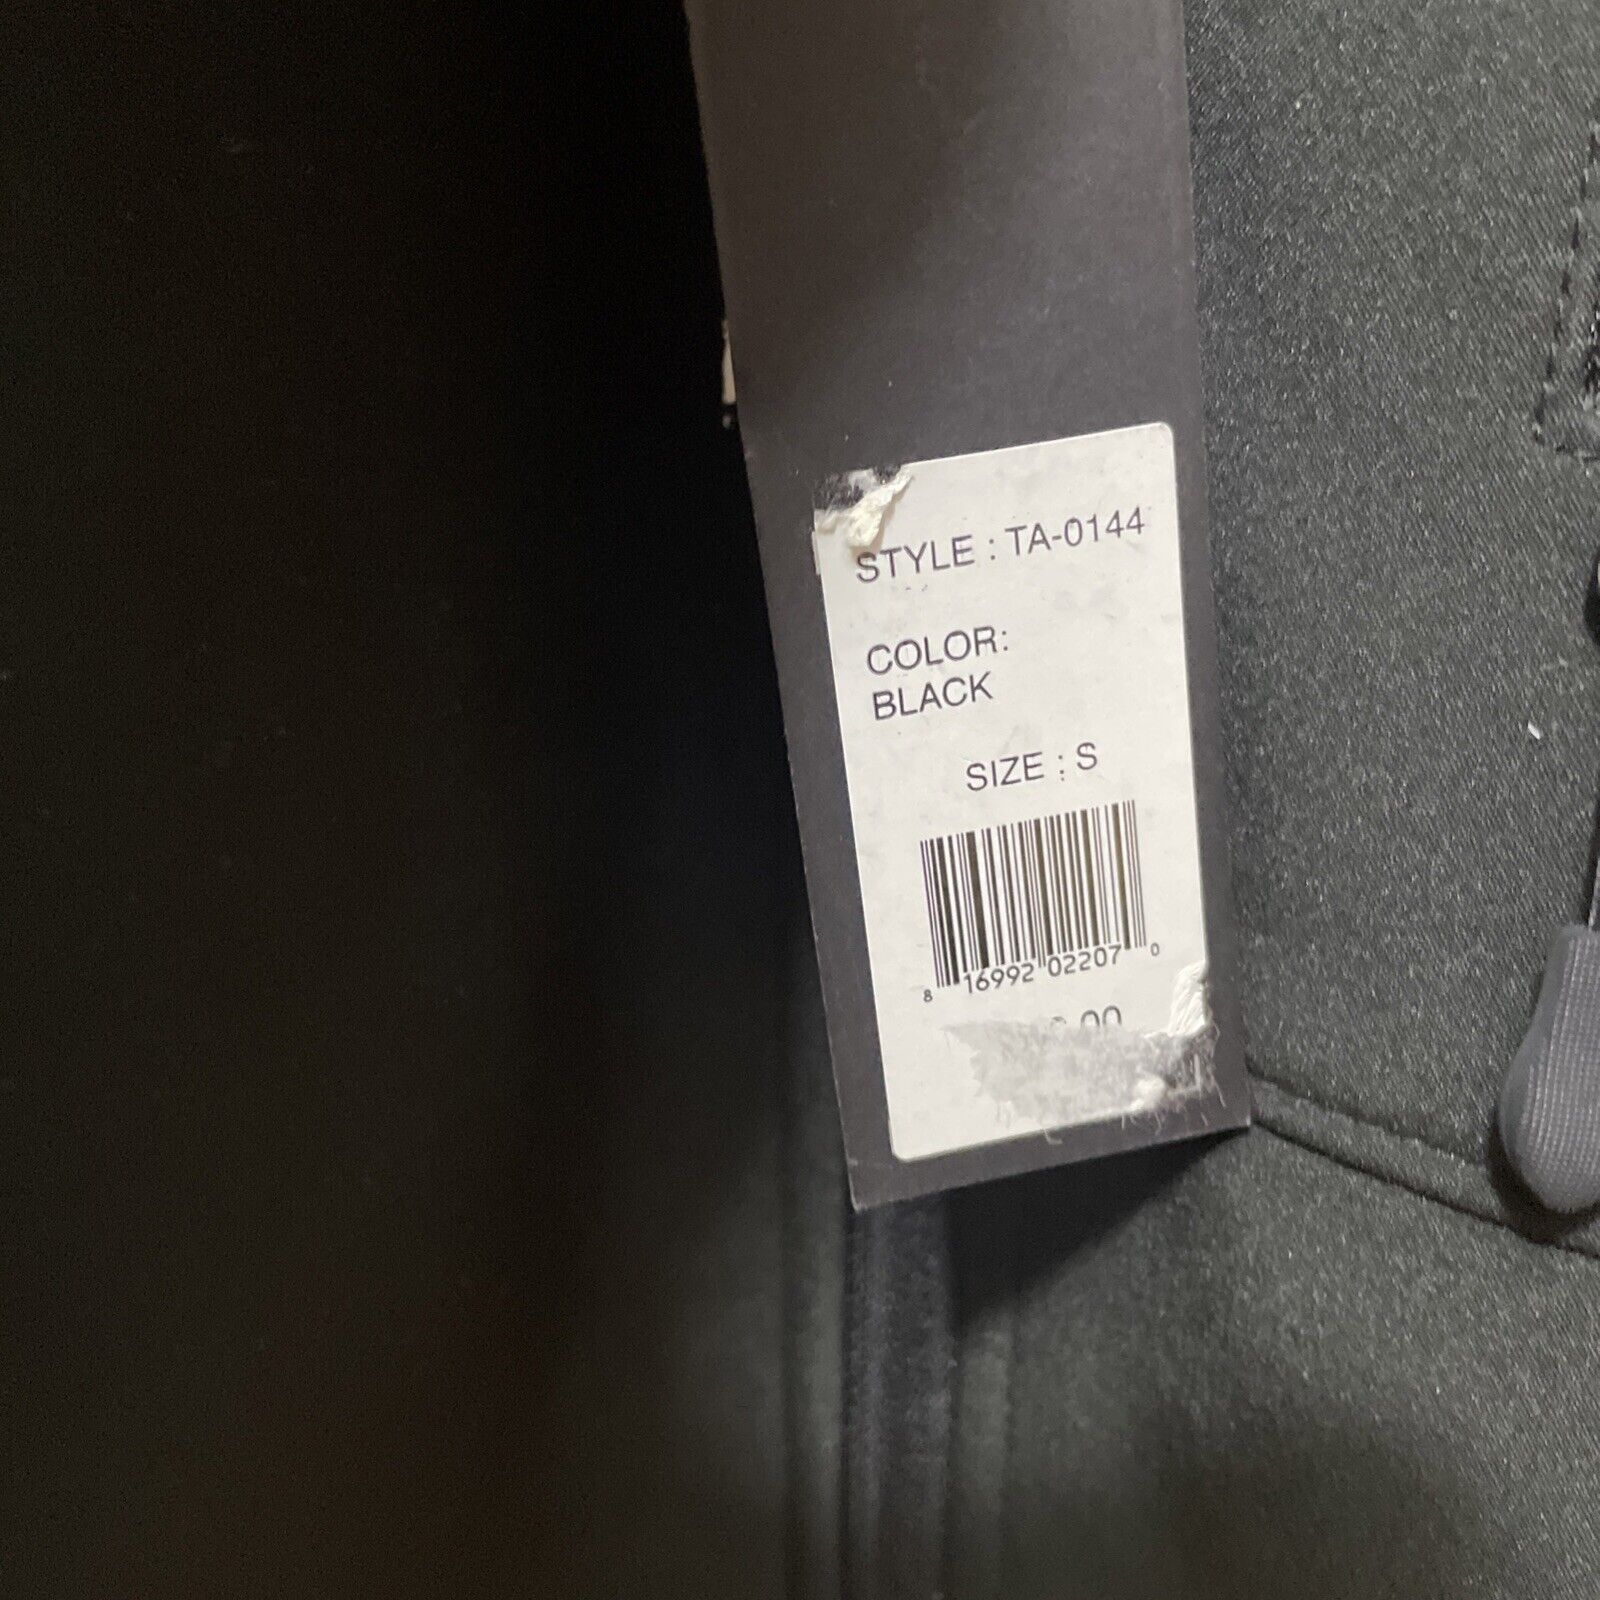 STYLE : TA-0144
COLOR:
BLACK
SIZE : S
8 16992 02207 0